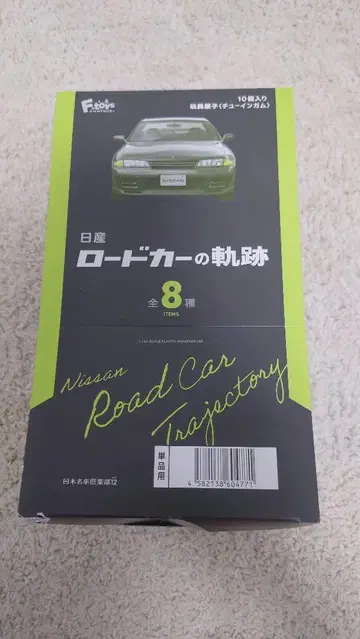 F-toys
10個入り
玩具菓子(チューインガム)
NISSAN
日産
ロードカーの軌跡
全8種
ITEMS
Nissan
Road Car
Trajectory
単品用
4 582138 604771
日本名車倶楽部12